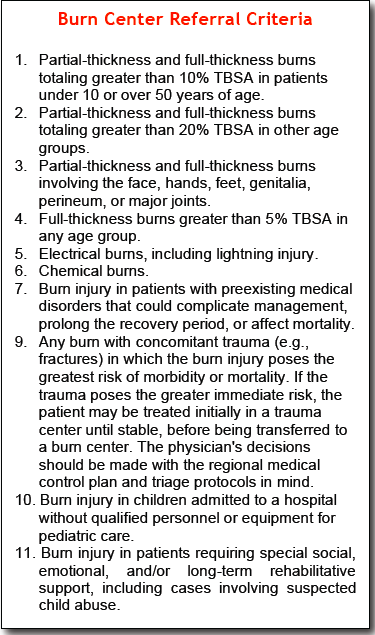 Burn Center Referral Criteria
1. Partial-thickness and full-thickness burns
totaling greater than 10% TBSA in patients
under 10 or over 50 years of age.
2. Partial-thickness and full-thickness burns
totaling greater than 20% TBSA in other age
groups.
3. Partial-thickness and full-thickness burns
involving the face, hands, feet, genitalia,
perineum, or major joints.
4. Full-thickness burns greater than 5% TBSA in
any age group.
5. Electrical burns, including lightning injury.
6. Chemical burns.
7. Burn injury in patients with preexisting medical
disorders that could complicate management,
prolong the recovery period, or affect mortality.
9. Any burn with concomitant trauma (e.g.,
fractures) in which the burn injury poses the
greatest risk of morbidity or mortality. If the
trauma poses the greater immediate risk, the
patient may be treated initially in a trauma
center until stable, before being transferred to
a burn center. The physician's decisions
should be made with the regional medical
control plan and triage protocols in mind.
10. Burn injury in children admitted to a hospital
without qualified personnel or equipment for
pediatric care.
11. Burn injury in patients requiring special social,
emotional, and/or long-term rehabilitative
support, including cases involving suspected
child abuse.